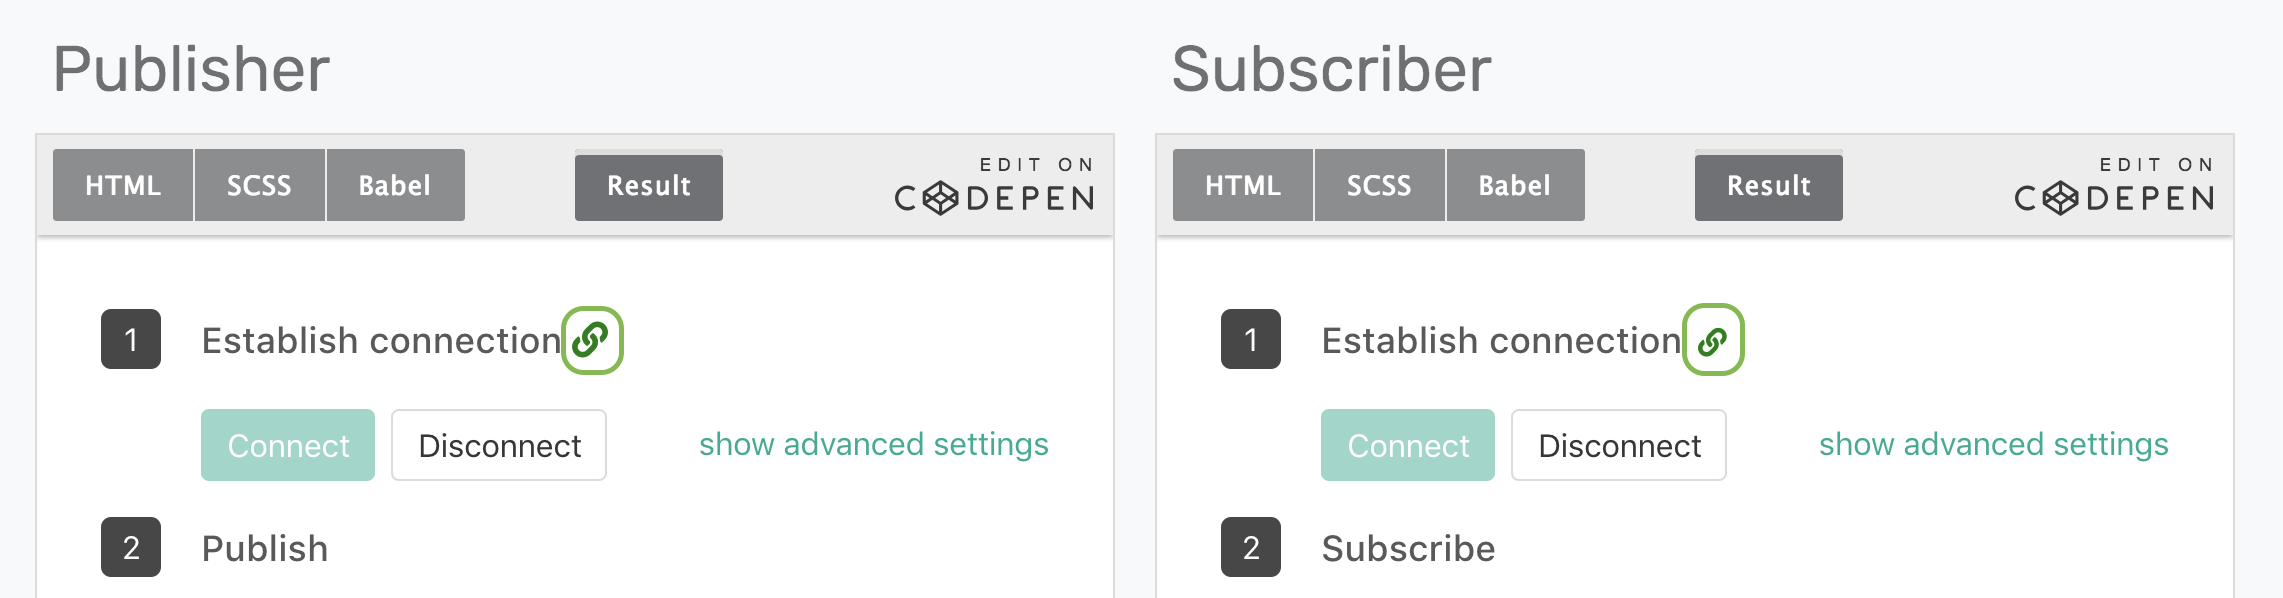 Publisher
HTML SCSS Babel Result EDIT ON
CODEPEN
1 Establish connection
Connect Disconnect show advanced settings
2 Publish
Subscriber
HTML SCSS Babel Result EDIT ON
CODEPEN
1 Establish connection
Connect Disconnect show advanced settings
2 Subscribe